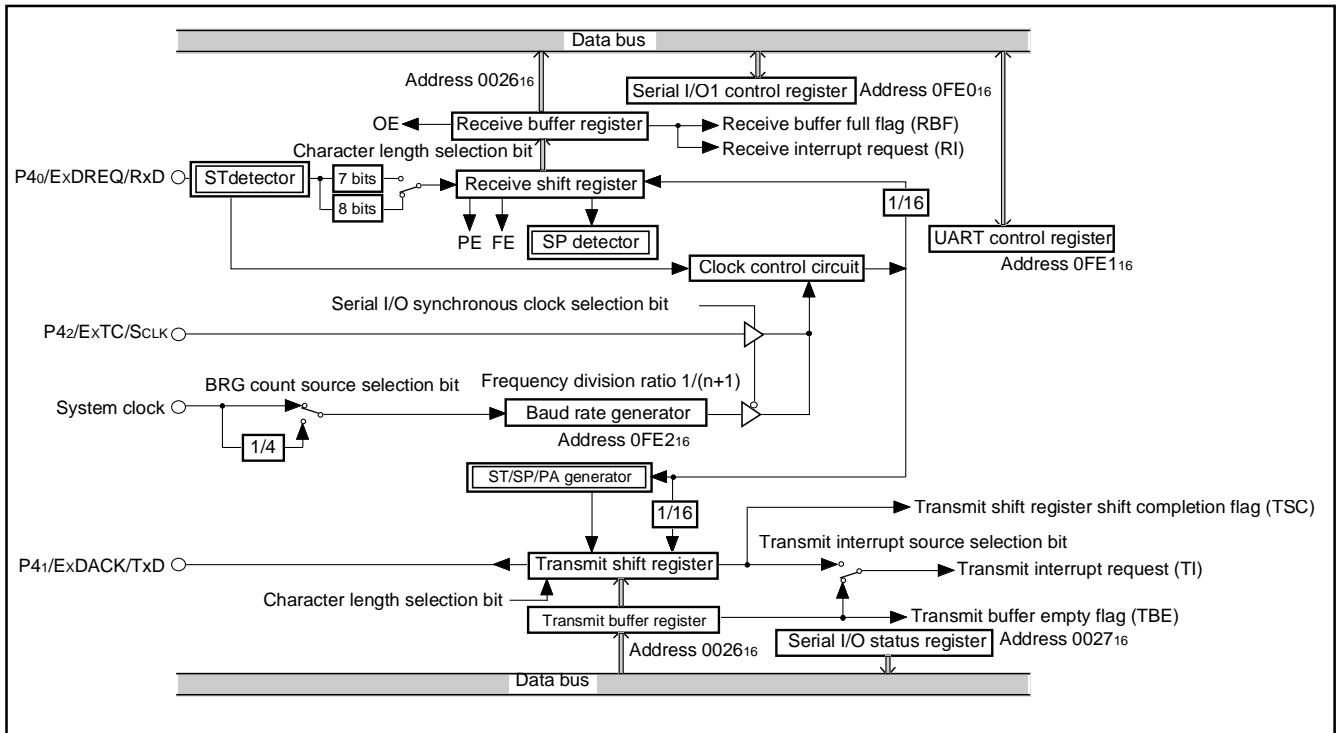 Data bus
Address 0026₁₆
Serial I/O1 control register
Address 0FE0₁₆
OE
Receive buffer register
Receive buffer full flag (RBF)
Receive interrupt request (RI)
Character length selection bit
P4₀/ExDREQ/RxD
STdetector
7 bits
8 bits
Receive shift register
1/16
PE
FE
SP detector
UART control register
Address 0FE1₁₆
Clock control circuit
Serial I/O synchronous clock selection bit
P4₂/ExTC/SCLK
BRG count source selection bit
Frequency division ratio 1/(n+1)
System clock
Baud rate generator
1/4
Address 0FE2₁₆
ST/SP/PA generator
1/16
Transmit shift register shift completion flag (TSC)
Transmit interrupt source selection bit
P4₁/ExDACK/TxD
Transmit shift register
Transmit interrupt request (TI)
Character length selection bit
Transmit buffer register
Transmit buffer empty flag (TBE)
Address 0026₁₆
Serial I/O status register
Address 0027₁₆
Data bus